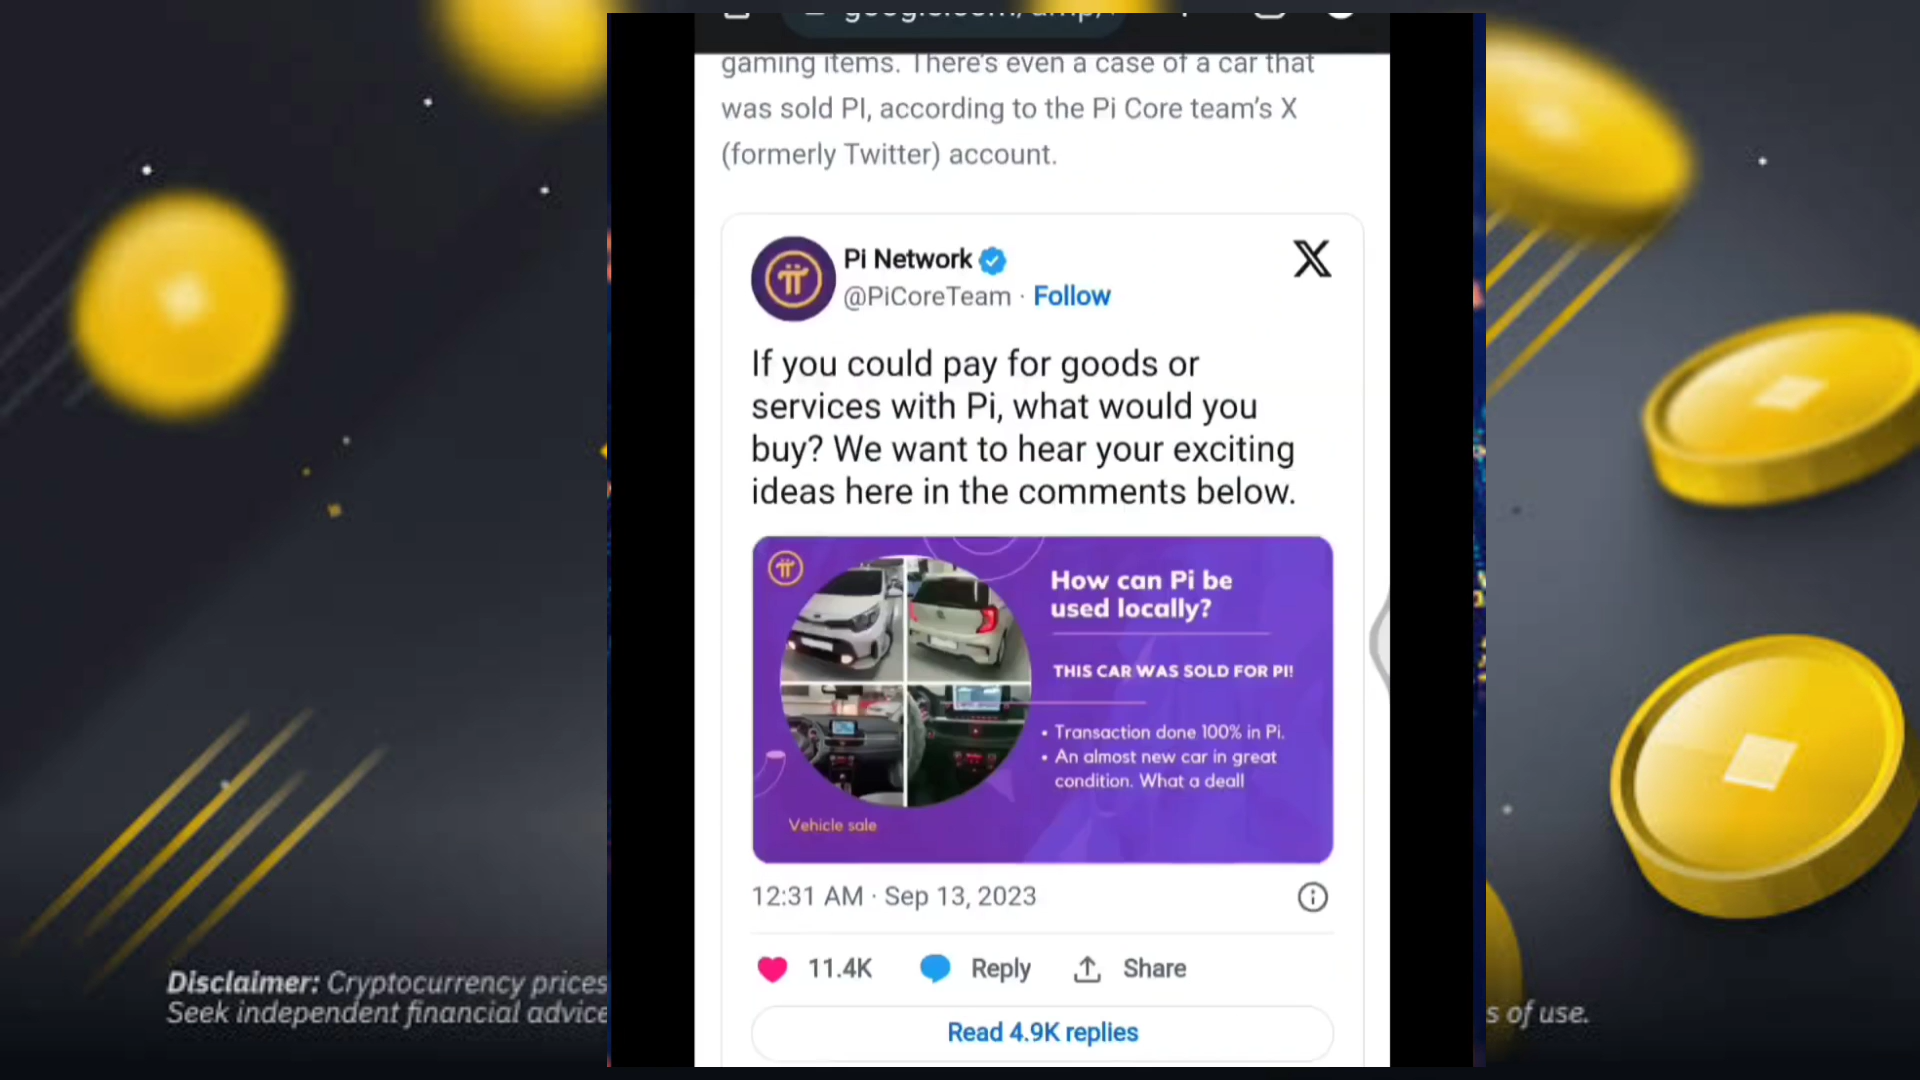 gaming items. There's even a case of a car that
was sold PI, according to the Pi Core team's X
(formerly Twitter) account.
Pi Network
@PiCoreTeam · Follow
If you could pay for goods or
services with Pi, what would you
buy? We want to hear your exciting
ideas here in the comments below.
How can Pi be
used locally?
THIS CAR WAS SOLD FOR PI!
• Transaction done 100% in Pi.
• An almost new car in great
condition. What a deal!
Vehicle sale
12:31 AM · Sep 13, 2023
11.4K Reply Share
Read 4.9K replies
Disclaimer: Cryptocurrency prices
Seek independent financial advice
s of use.